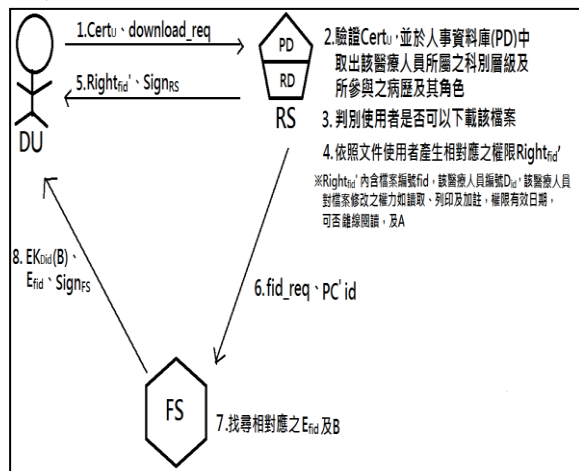 1.Certᵤ、download_req
PD
RD
RS
5.Rightfid'、SignRS
DU
2.驗證Certᵤ,並於人事資料庫(PD)中
取出該醫療人員所屬之科別層級及
所參與之病歷及其角色
3. 判別使用者是否可以下載該檔案
4. 依照文件使用者產生相對應之權限Rightfid'
※Rightfid'內含檔案編號fid,該醫療人員編號Did,該醫療人員
對檔案修改之權力如讀取、列印及加註,權限有效日期,
可否離線閱讀,及A
8. EKDid(B)、
Efid、SignFS
6.fid_req、PC'id
FS
7.找尋相對應之Efid及B